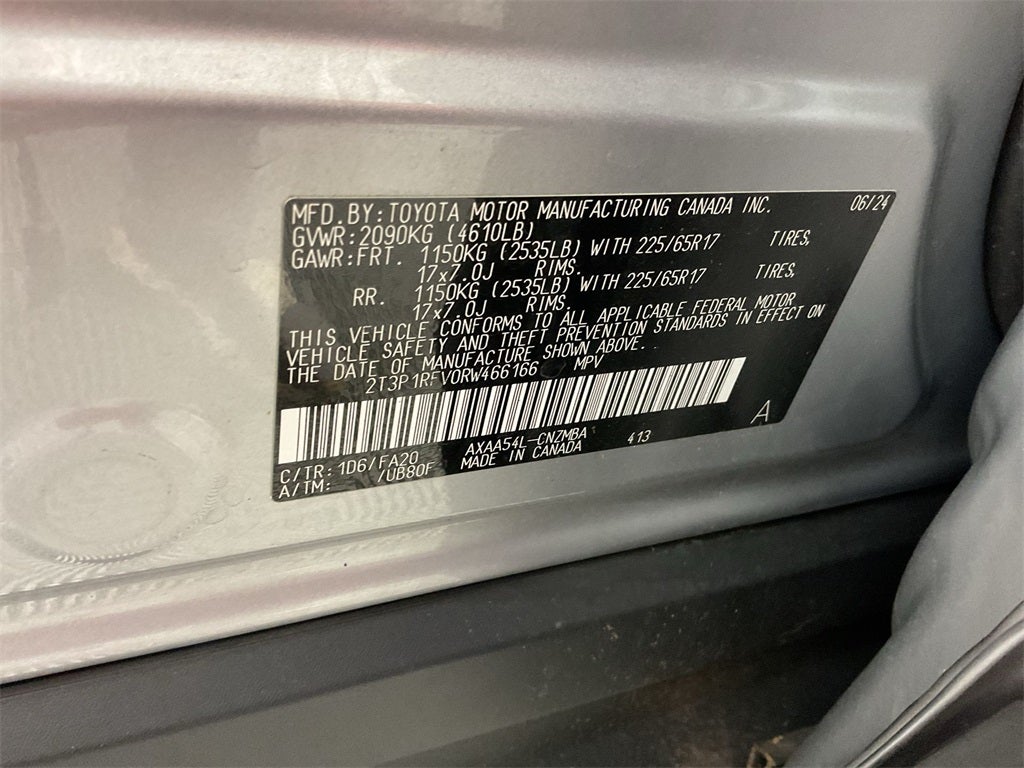 MFD.BY:TOYOTA MOTOR MANUFACTURING CANADA INC. 06/24
GVWR:2090KG (4610LB)
GAWR:FRT. 1150KG (2535LB) WITH 225/65R17 TIRES,
17x7.0J RIMS.
RR. 1150KG (2535LB) WITH 225/65R17 TIRES,
17x7.0J RIMS.
THIS VEHICLE CONFORMS TO ALL APPLICABLE FEDERAL MOTOR
VEHICLE SAFETY AND THEFT PREVENTION STANDARDS IN EFFECT ON
THE DATE OF MANUFACTURE SHOWN ABOVE.
2T3P1RFV0RW466166 MPV
A
C/TR:1D6/FA20 AXAA54L-CNZMBA 413
A/TM: /UB80F MADE IN CANADA